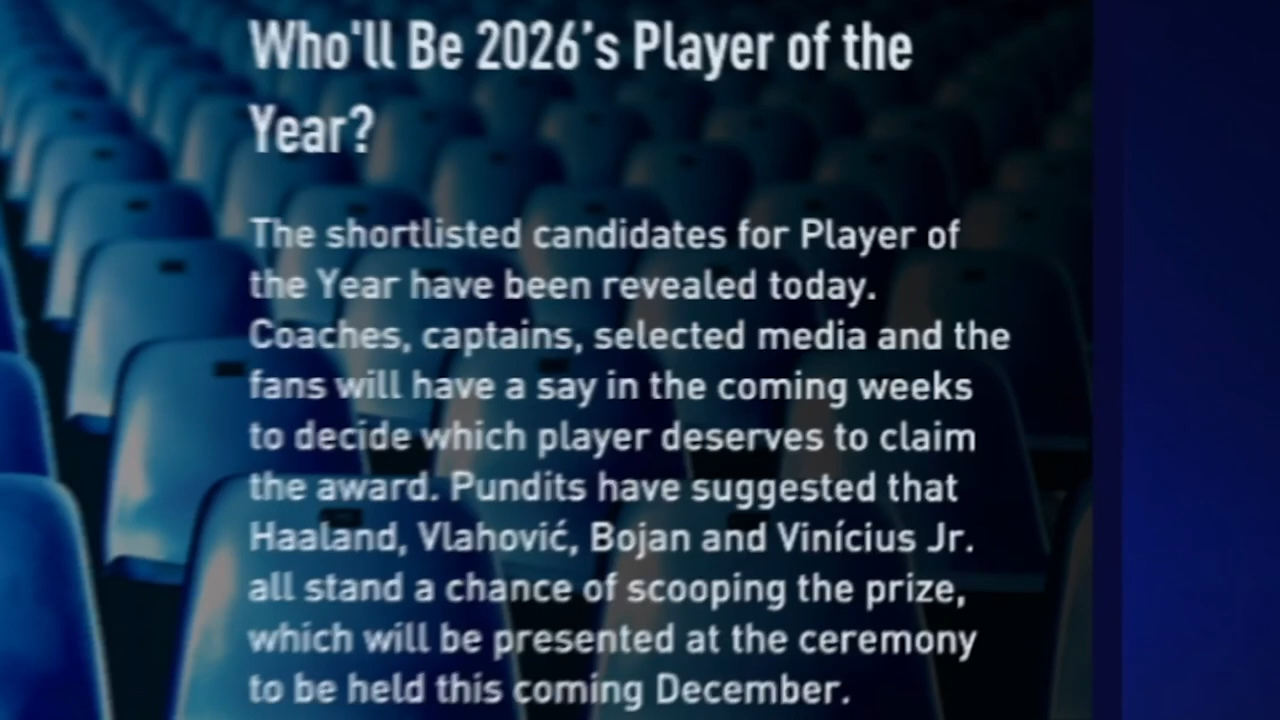 Who'll Be 2026's Player of the
Year?
The shortlisted candidates for Player of
the Year have been revealed today.
Coaches, captains, selected media and the
fans will have a say in the coming weeks
to decide which player deserves to claim
the award. Pundits have suggested that
Haaland, Vlahović, Bojan and Vinícius Jr.
all stand a chance of scooping the prize,
which will be presented at the ceremony
to be held this coming December.